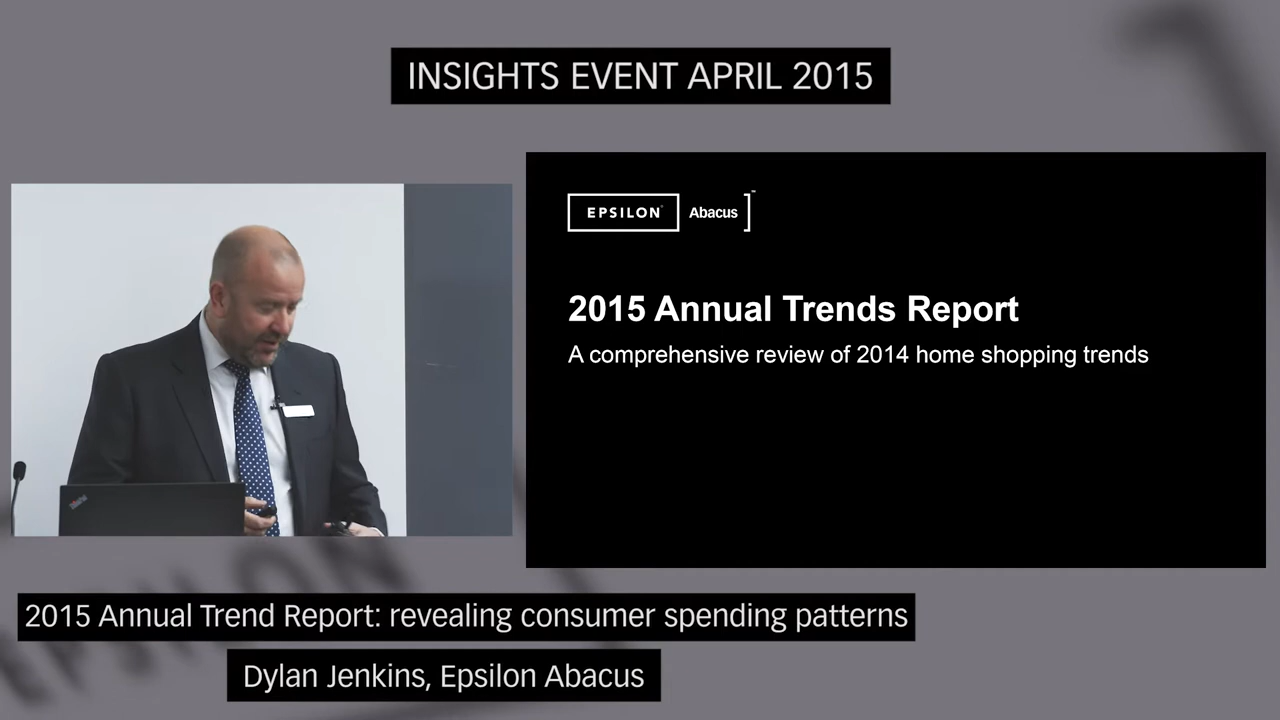 INSIGHTS EVENT APRIL 2015
EPSILON Abacus
2015 Annual Trends Report
A comprehensive review of 2014 home shopping trends
2015 Annual Trend Report: revealing consumer spending patterns
Dylan Jenkins, Epsilon Abacus
EPSILON